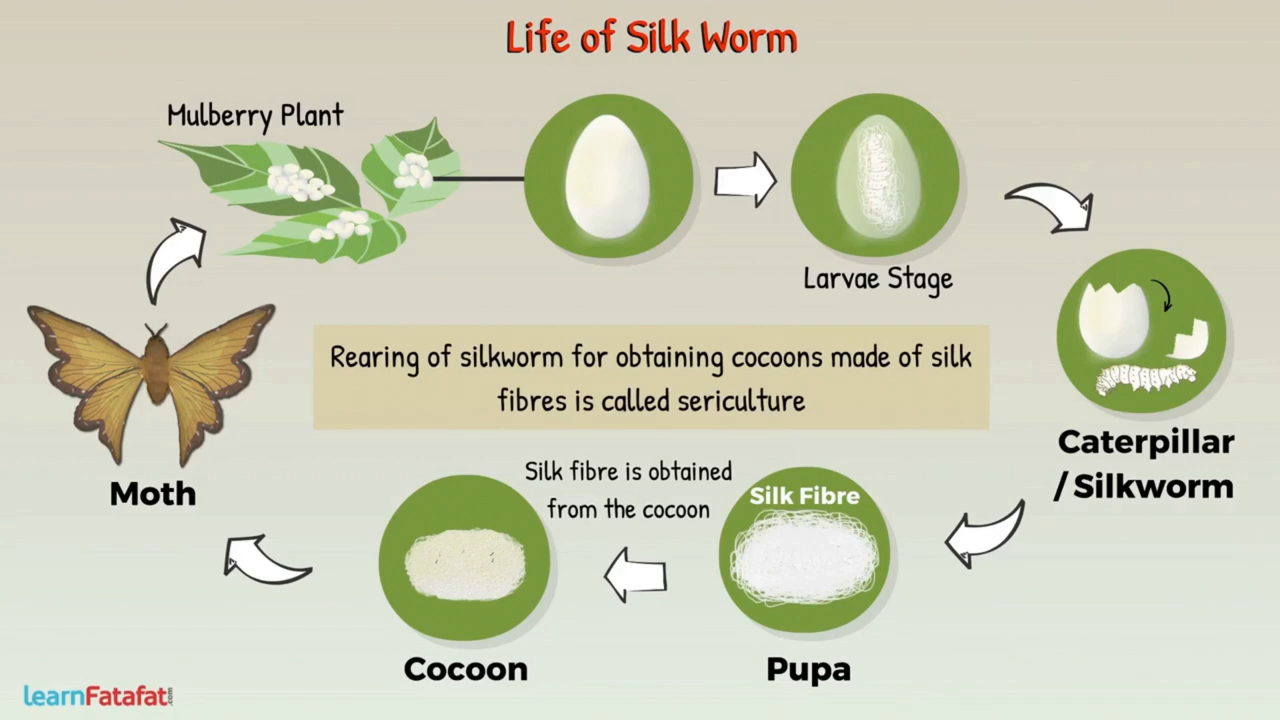 Life of Silk Worm
Mulberry Plant
Larvae Stage
Rearing of silkworm for obtaining cocoons made of silk
fibres is called sericulture
Caterpillar
/ Silkworm
Moth
Silk fibre is obtained
from the cocoon
Silk Fibre
Cocoon
Pupa
learnFatafat.com